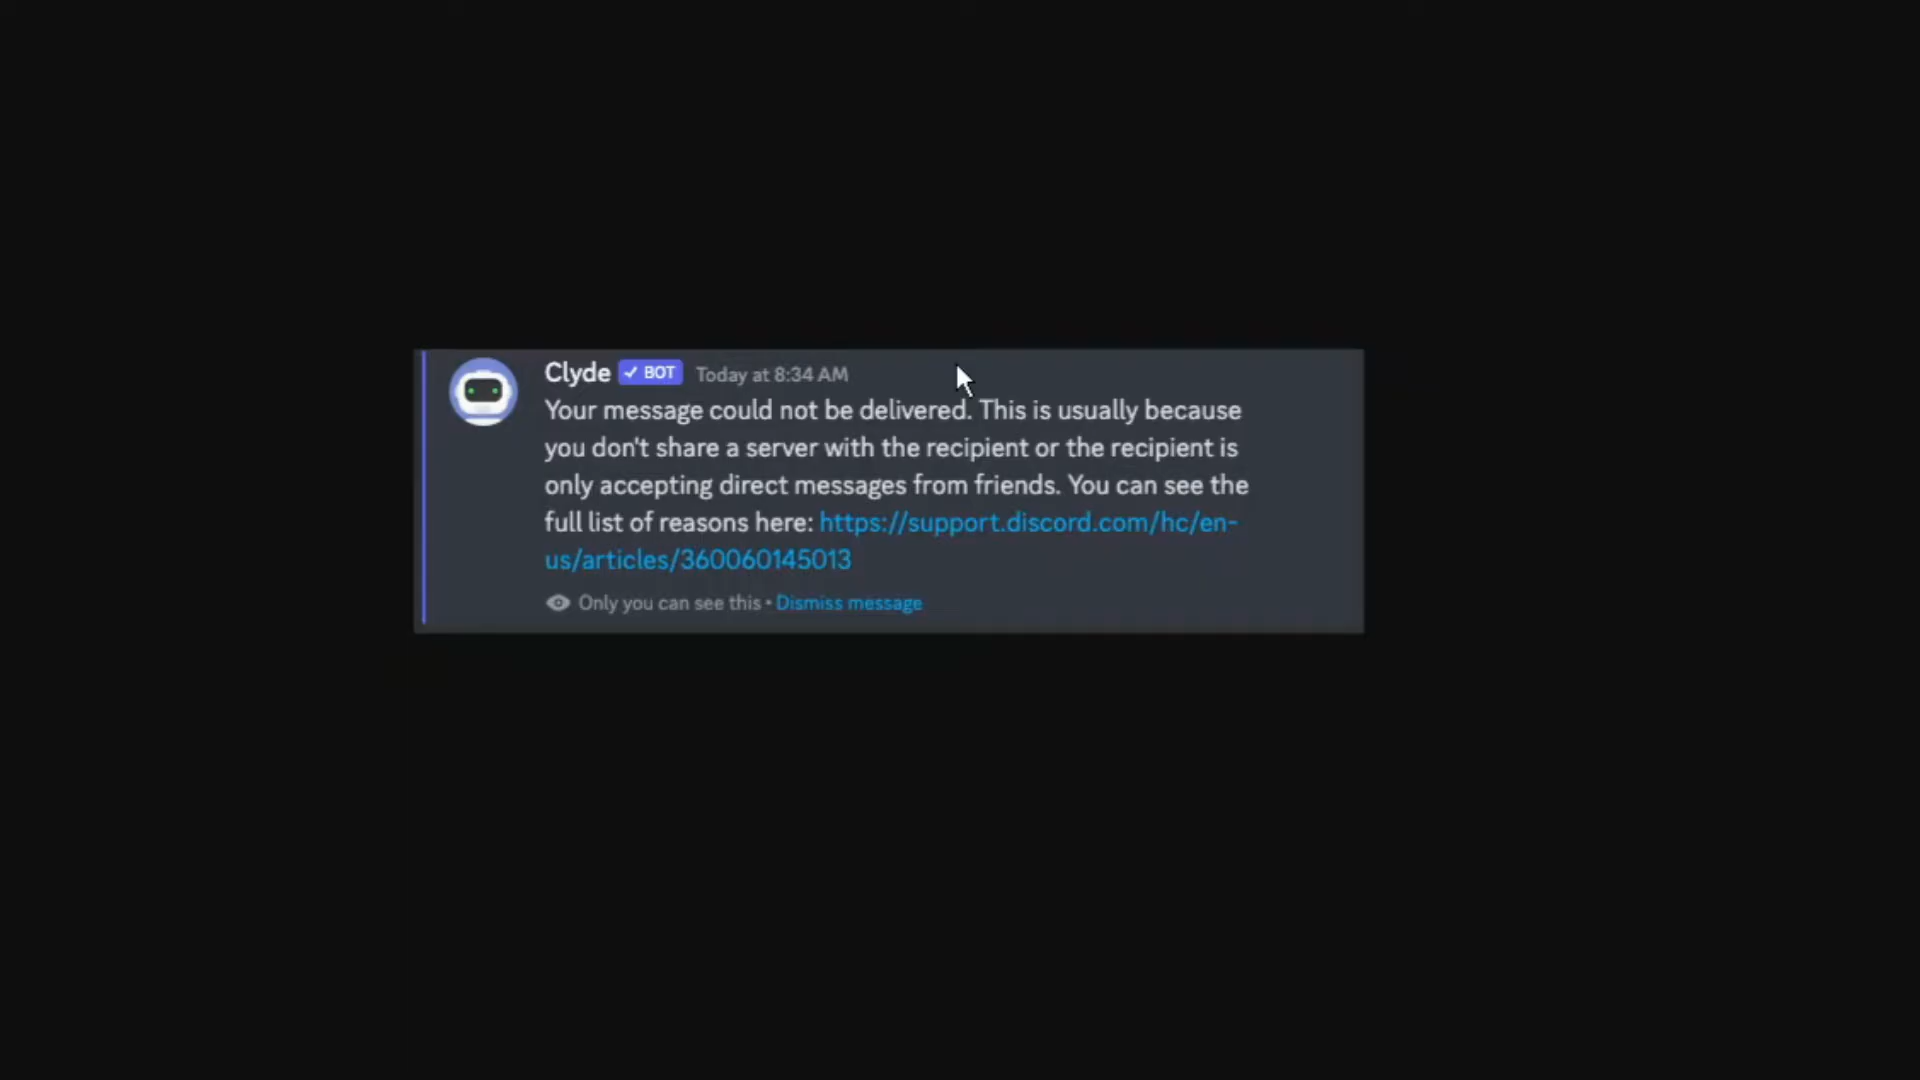 Clyde ✓ BOT Today at 8:34 AM
Your message could not be delivered. This is usually because
you don't share a server with the recipient or the recipient is
only accepting direct messages from friends. You can see the
full list of reasons here: https://support.discord.com/hc/en-
us/articles/360060145013
Only you can see this • Dismiss message